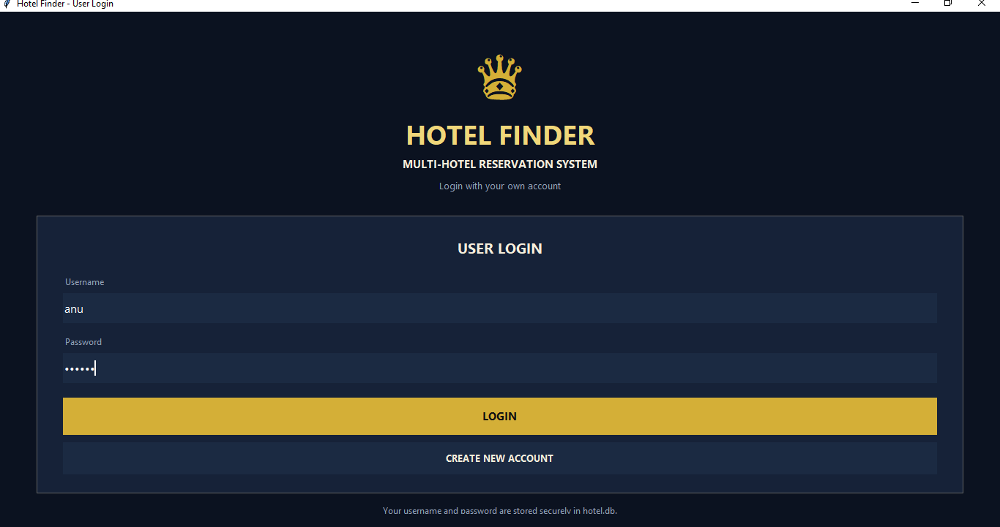 Hotel Finder - User Login
HOTEL FINDER
MULTI-HOTEL RESERVATION SYSTEM
Login with your own account
USER LOGIN
Username
anu
Password
••••••
LOGIN
CREATE NEW ACCOUNT
Your username and password are stored securely in hotel.db.